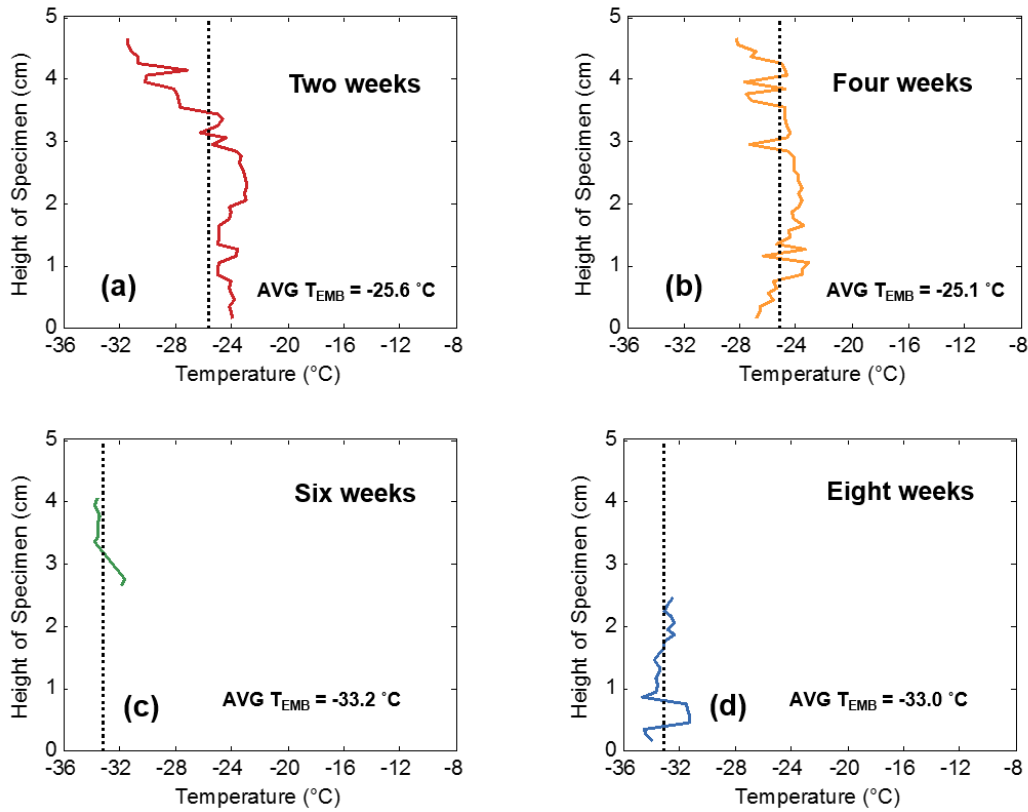 5
4
3
2
1
0
Height of Specimen (cm)
Two weeks
(a)
AVG T_EMB = -25.6 °C
-36 -32 -28 -24 -20 -16 -12 -8
Temperature (°C)
5
4
3
2
1
0
Height of Specimen (cm)
Four weeks
(b)
AVG T_EMB = -25.1 °C
-36 -32 -28 -24 -20 -16 -12 -8
Temperature (°C)
5
4
3
2
1
0
Height of Specimen (cm)
Six weeks
(c)
AVG T_EMB = -33.2 °C
-36 -32 -28 -24 -20 -16 -12 -8
Temperature (°C)
5
4
3
2
1
0
Height of Specimen (cm)
Eight weeks
(d)
AVG T_EMB = -33.0 °C
-36 -32 -28 -24 -20 -16 -12 -8
Temperature (°C)